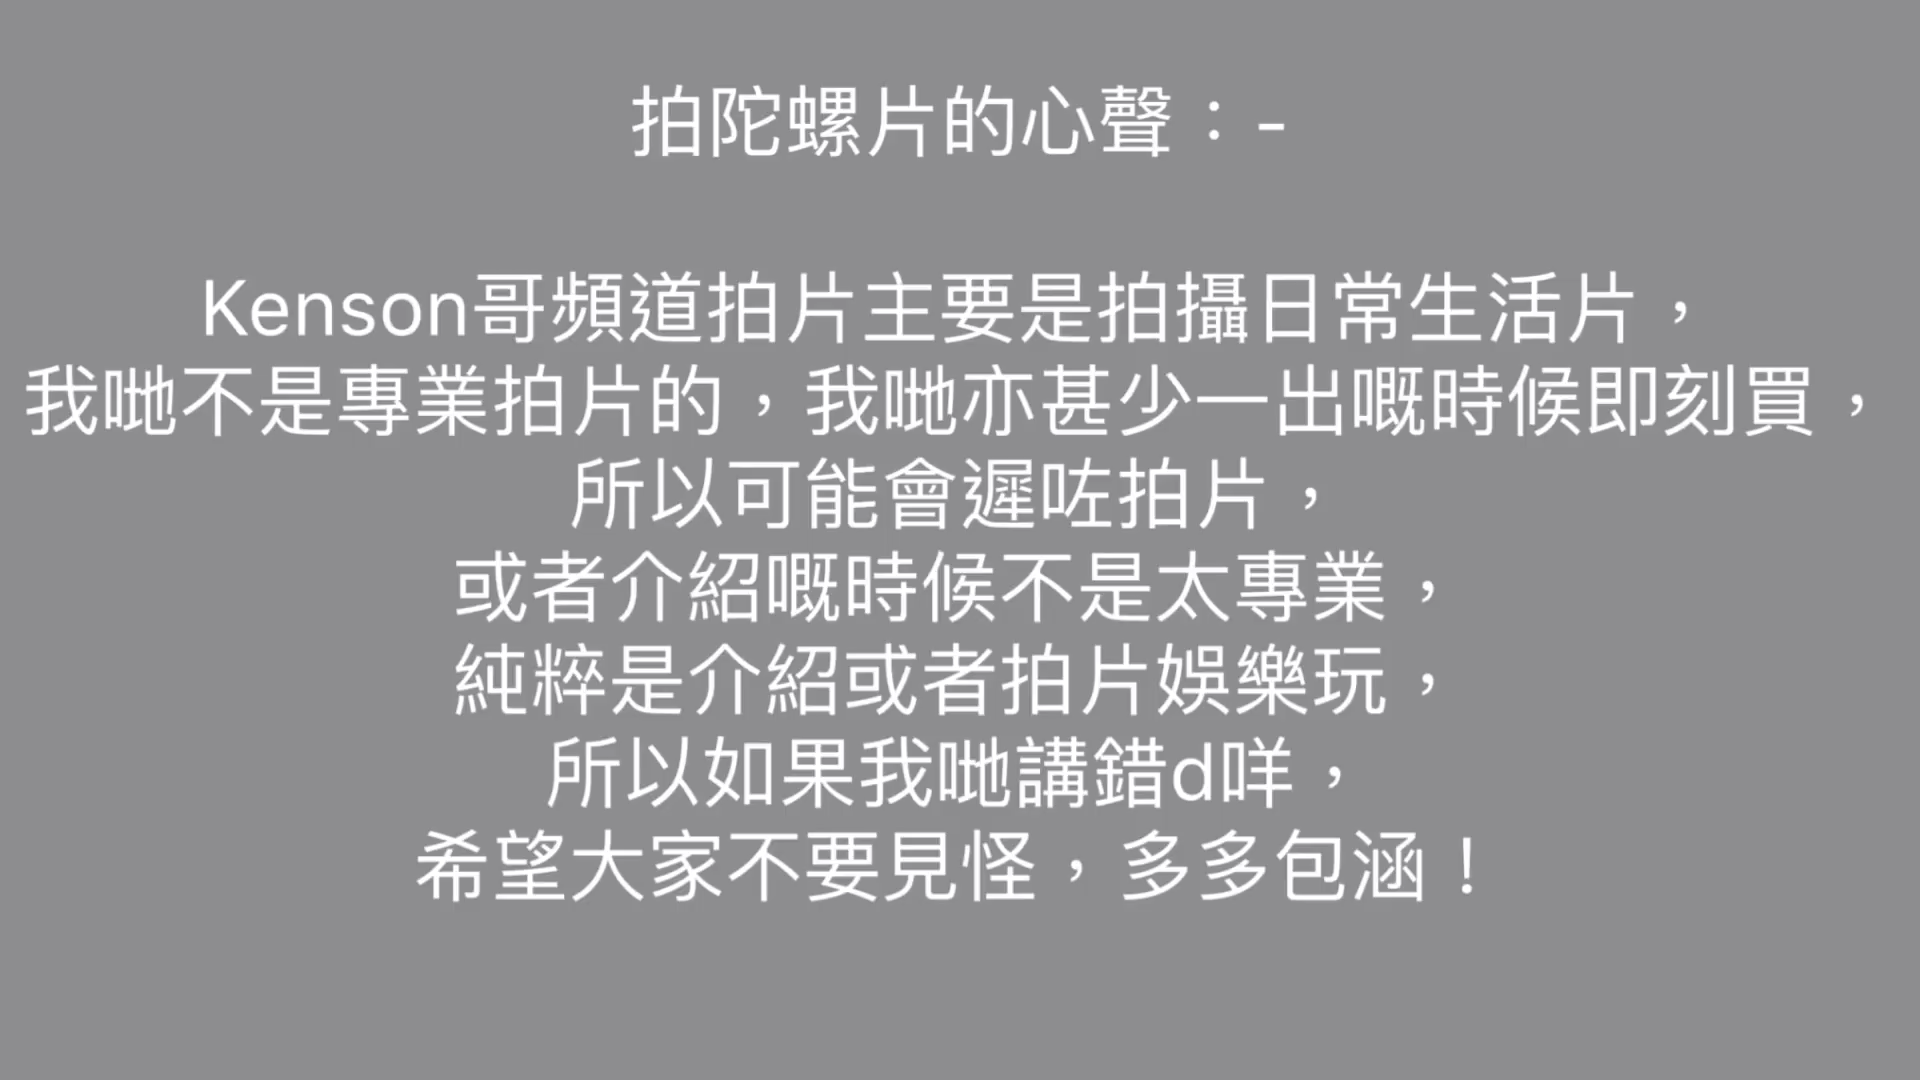 拍陀螺片的心聲：-
Kenson哥頻道拍片主要是拍攝日常生活片，
我哋不是專業拍片的，我哋亦甚少一出嘅時候即刻買，
所以可能會遲咗拍片，
或者介紹嘅時候不是太專業，
純粹是介紹或者拍片娛樂玩，
所以如果我哋講錯d咩，
希望大家不要見怪，多多包涵！